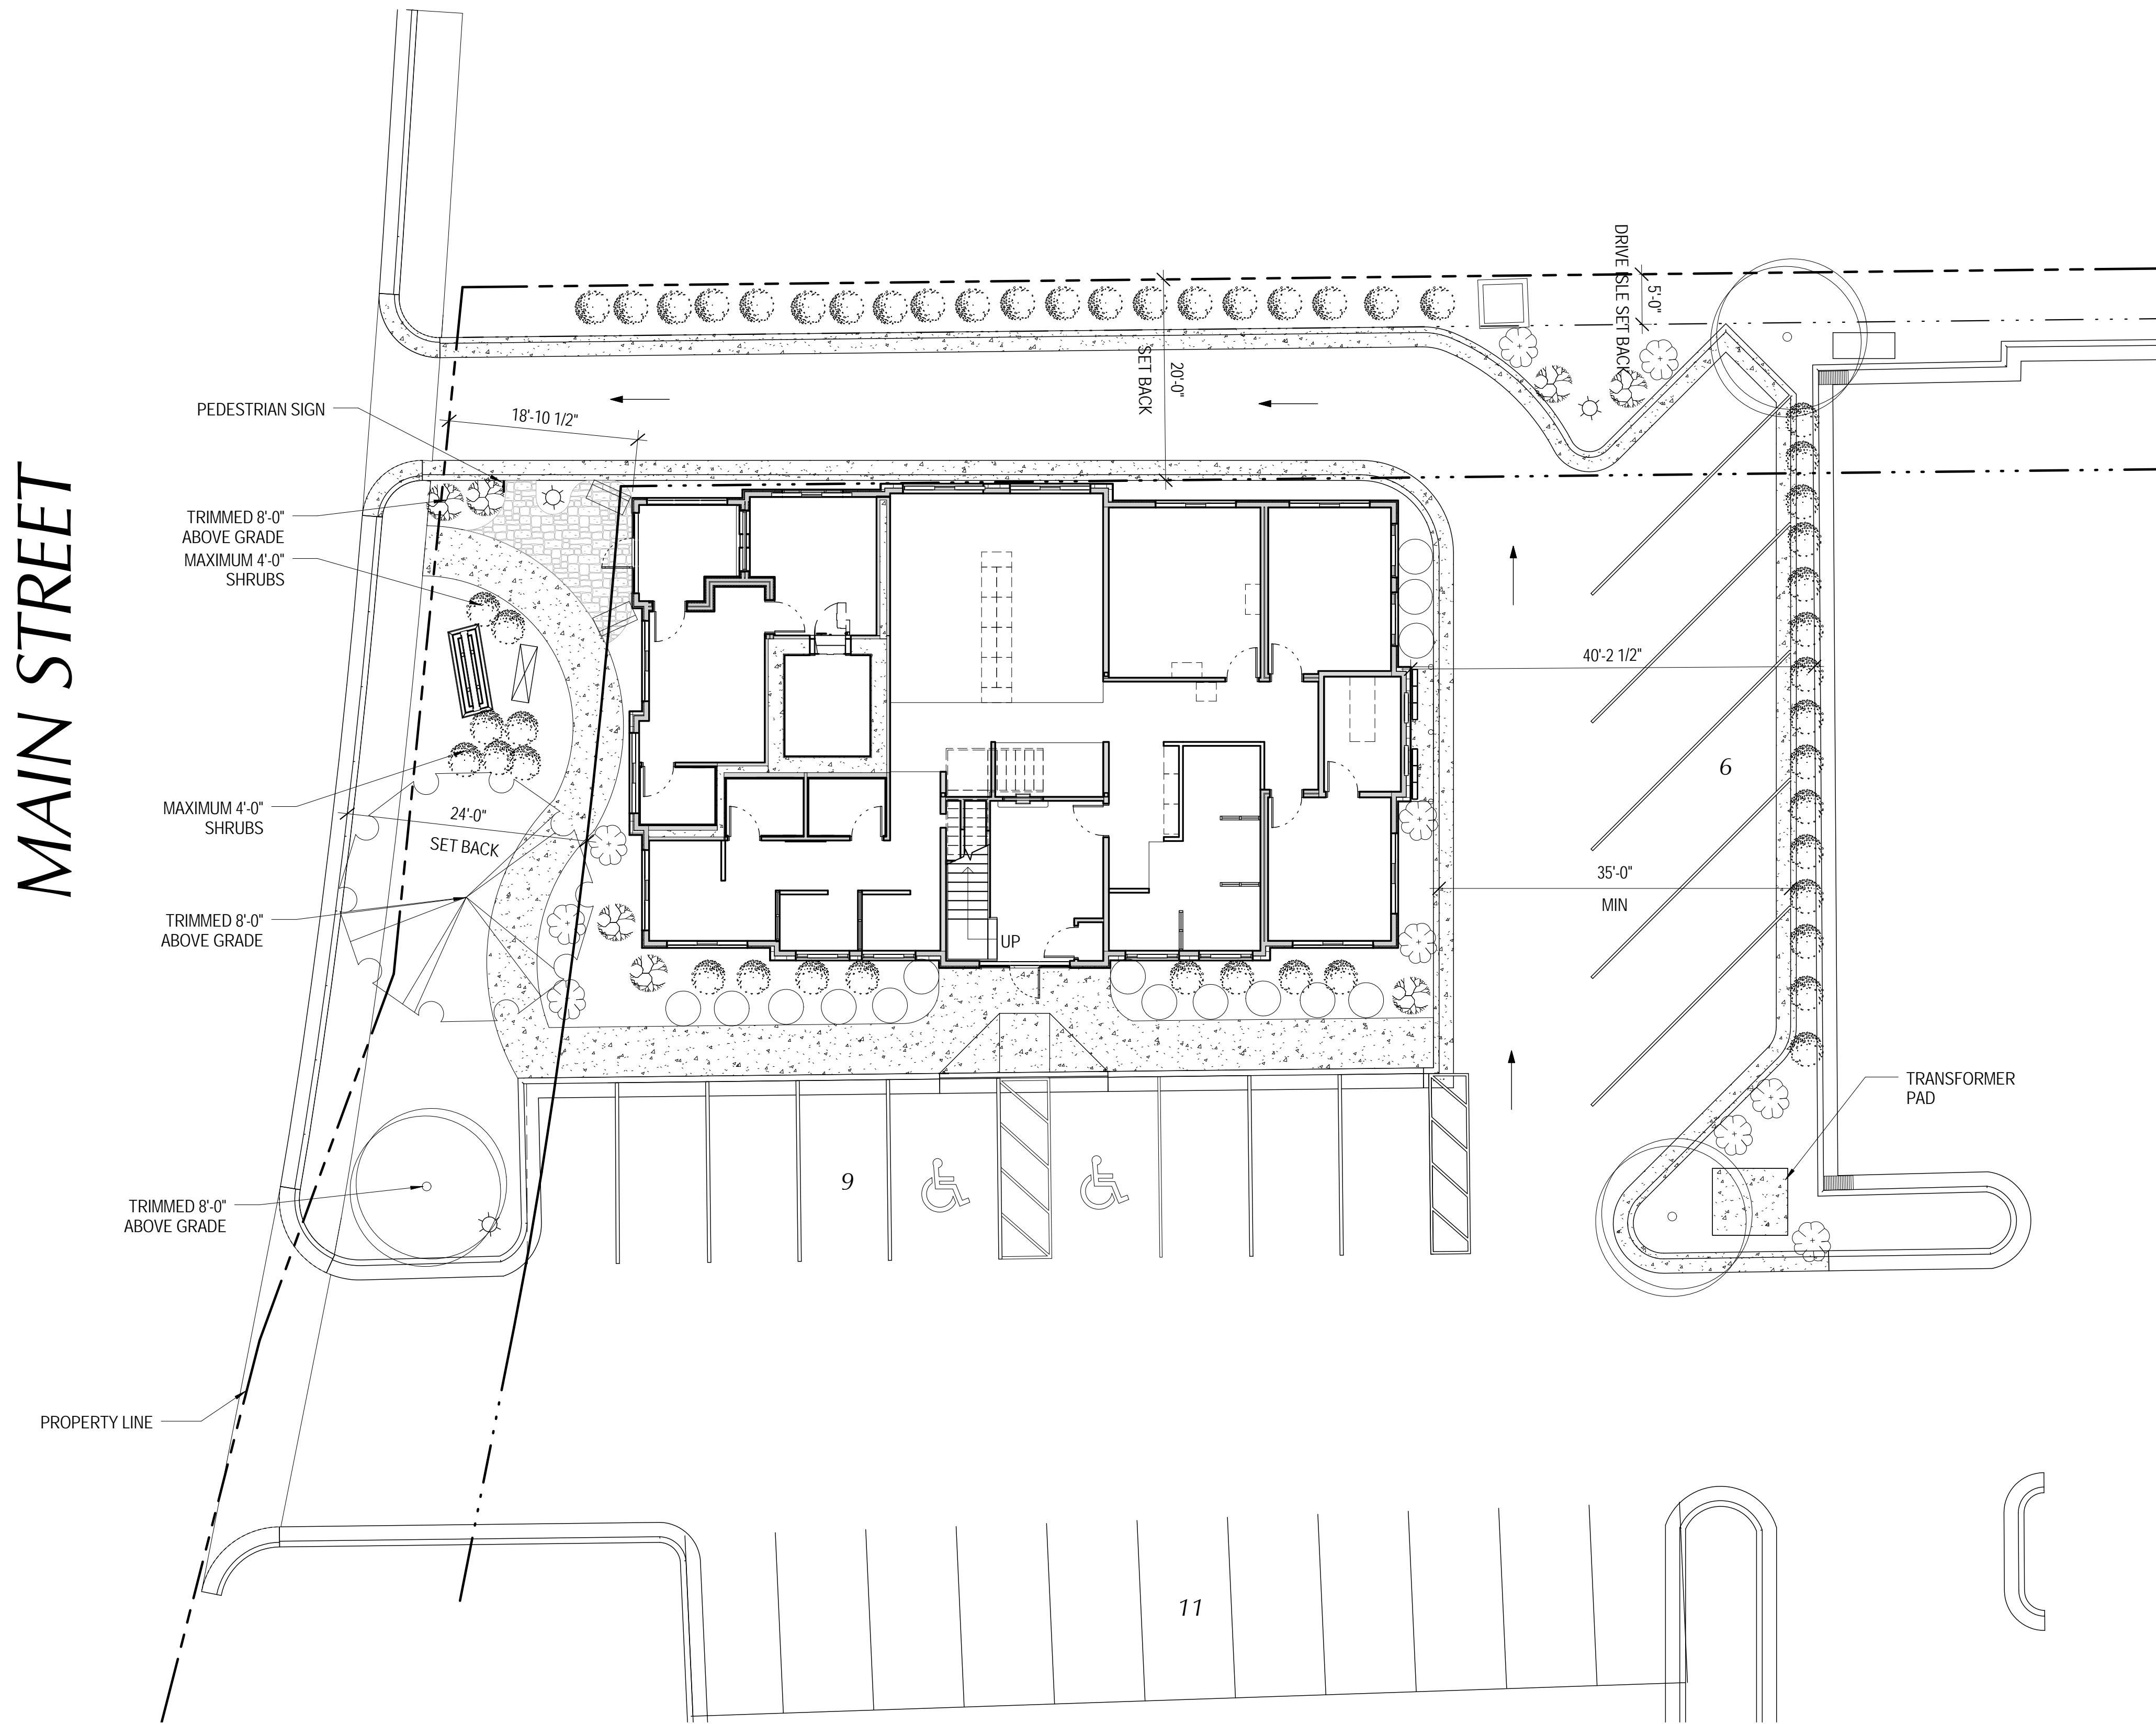 MAIN STREET
DRIVE ISLE SET BACK
5'-0"
20'-0"
SET BACK
PEDESTRIAN SIGN
18'-10 1/2"
TRIMMED 8'-0"
ABOVE GRADE
MAXIMUM 4'-0"
SHRUBS
40'-2 1/2"
6
MAXIMUM 4'-0"
SHRUBS
24'-0"
SET BACK
35'-0"
MIN
TRIMMED 8'-0"
ABOVE GRADE
UP
TRANSFORMER
PAD
9
TRIMMED 8'-0"
ABOVE GRADE
PROPERTY LINE
11